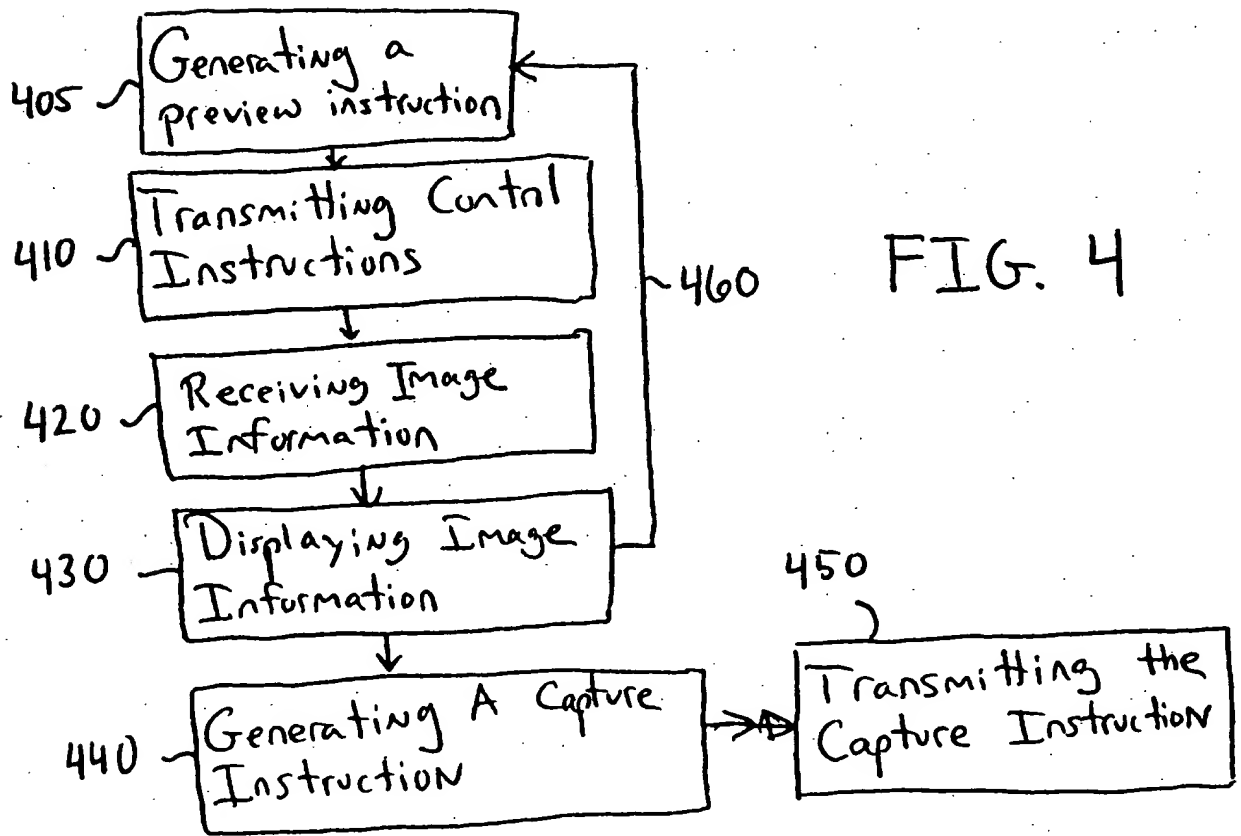 Generating a
preview instruction
405
Transmitting Control
Instructions
410
FIG. 4
460
Receiving Image
Information
420
Displaying Image
Information
430
450
Generating A Capture
Instruction
440
Transmitting the
Capture Instruction